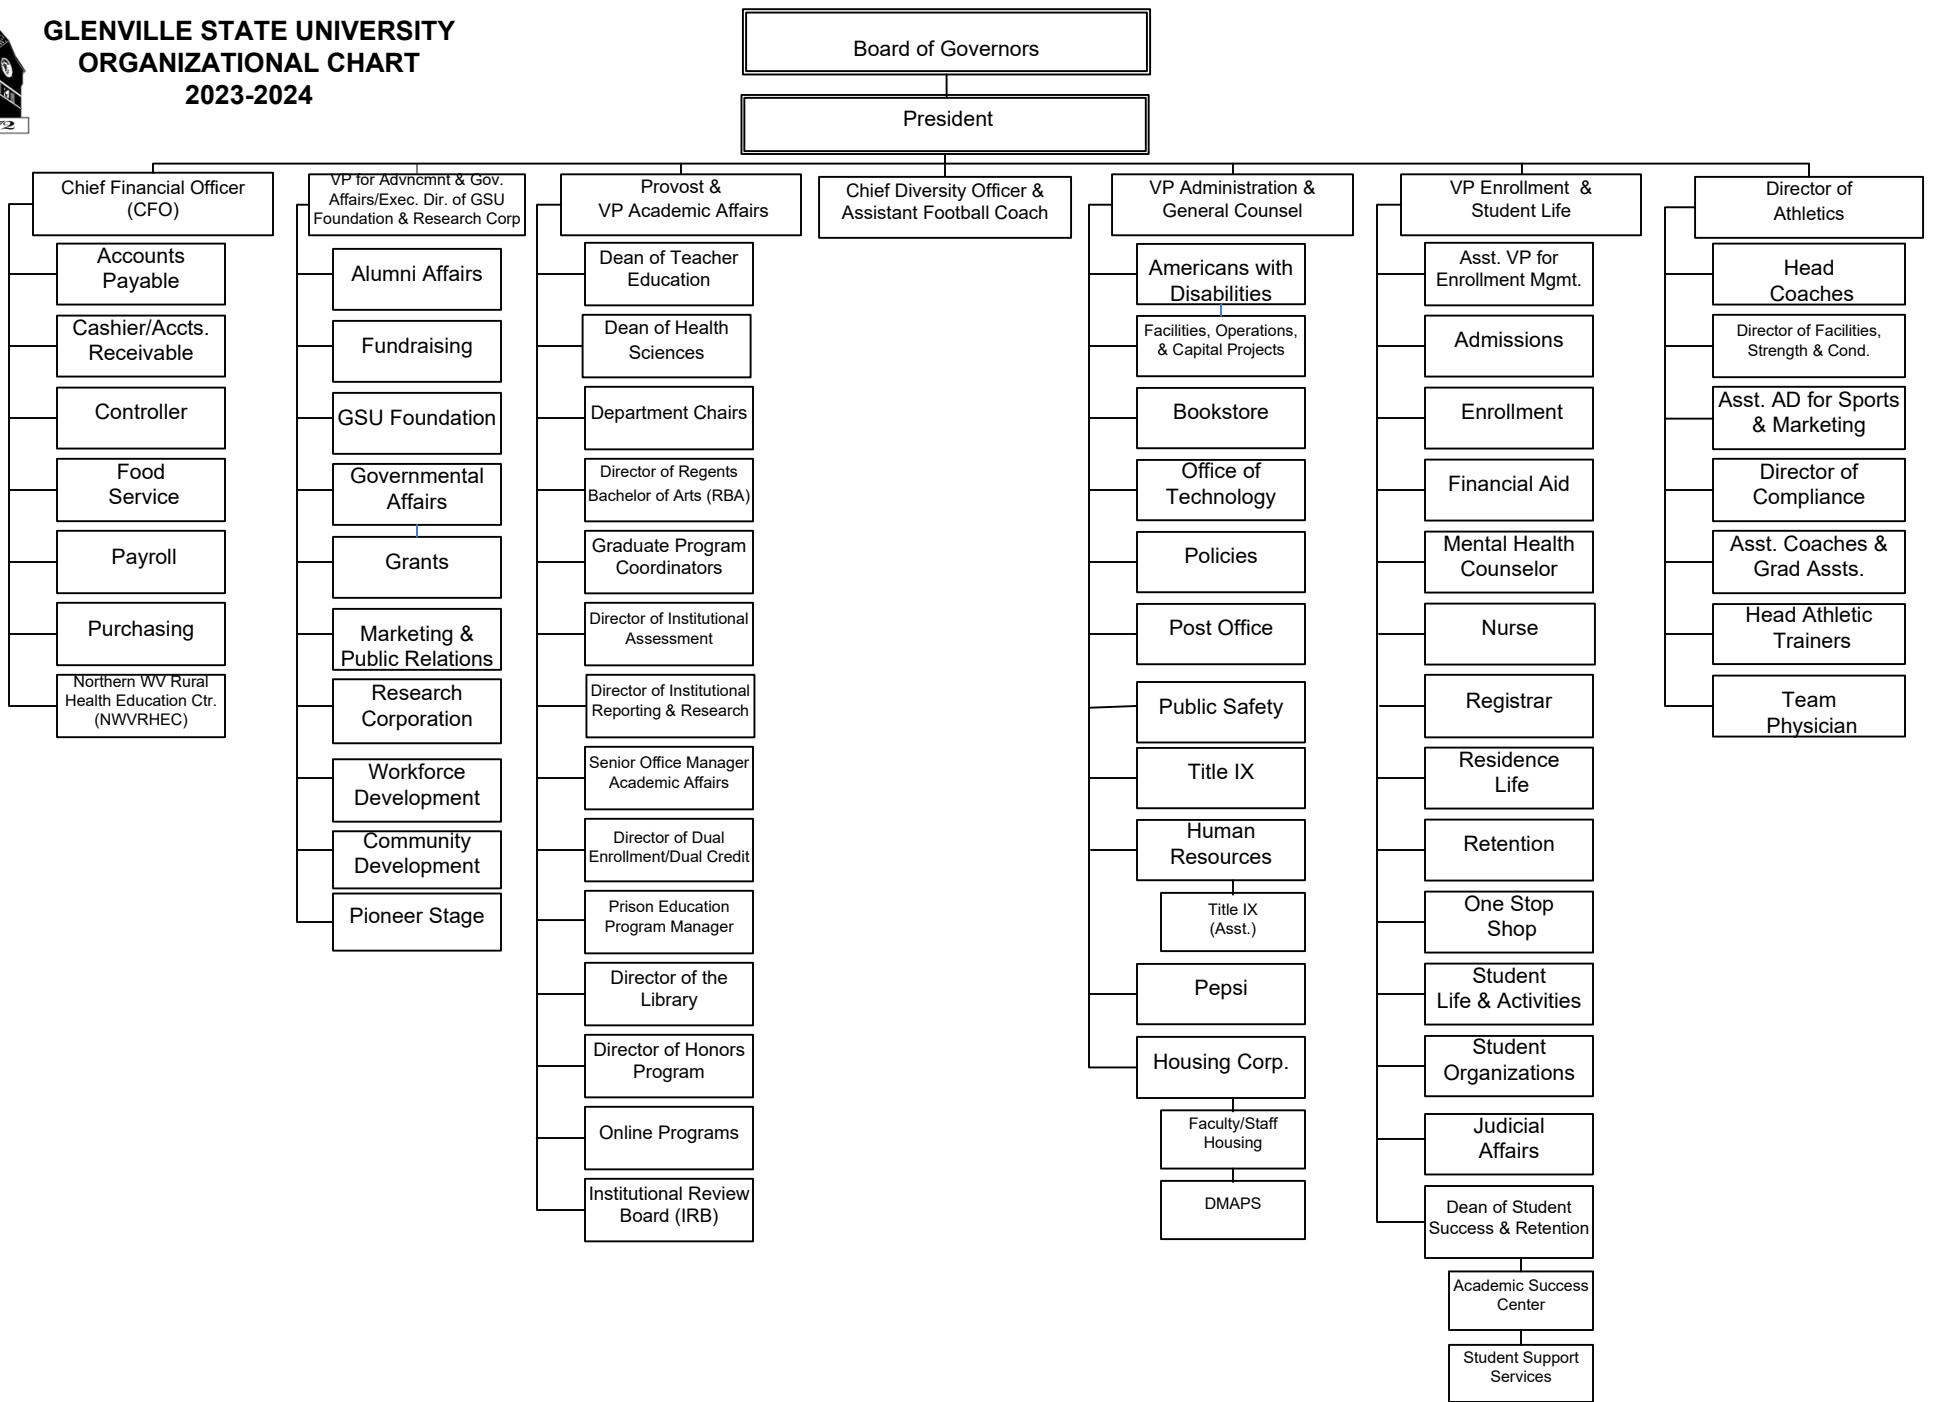 GLENVILLE STATE UNIVERSITY
ORGANIZATIONAL CHART
2023-2024
Board of Governors
President
Chief Financial Officer
(CFO)
Accounts
Payable
Cashier/Accts.
Receivable
Controller
Food
Service
Payroll
Purchasing
Northern WV Rural
Health Education Ctr.
(NWVRHEC)
VP for Advncmnt & Gov.
Affairs/Exec. Dir. of GSU
Foundation & Research Corp
Alumni Affairs
Fundraising
GSU Foundation
Governmental
Affairs
Grants
Marketing &
Public Relations
Research
Corporation
Workforce
Development
Community
Development
Pioneer Stage
Provost &
VP Academic Affairs
Dean of Teacher
Education
Dean of Health
Sciences
Department Chairs
Director of Regents
Bachelor of Arts (RBA)
Graduate Program
Coordinators
Director of Institutional
Assessment
Director of Institutional
Reporting & Research
Senior Office Manager
Academic Affairs
Director of Dual
Enrollment/Dual Credit
Prison Education
Program Manager
Director of the
Library
Director of Honors
Program
Online Programs
Institutional Review
Board (IRB)
Chief Diversity Officer &
Assistant Football Coach
VP Administration &
General Counsel
Americans with
Disabilities
Facilities, Operations,
& Capital Projects
Bookstore
Office of
Technology
Policies
Post Office
Public Safety
Title IX
Human
Resources
Title IX
(Asst.)
Pepsi
Housing Corp.
Faculty/Staff
Housing
DMAPS
VP Enrollment &
Student Life
Asst. VP for
Enrollment Mgmt.
Admissions
Enrollment
Financial Aid
Mental Health
Counselor
Nurse
Registrar
Residence
Life
Retention
One Stop
Shop
Student
Life & Activities
Student
Organizations
Judicial
Affairs
Dean of Student
Success & Retention
Academic Success
Center
Student Support
Services
Director of
Athletics
Head
Coaches
Director of Facilities,
Strength & Cond.
Asst. AD for Sports
& Marketing
Director of
Compliance
Asst. Coaches &
Grad Assts.
Head Athletic
Trainers
Team
Physician